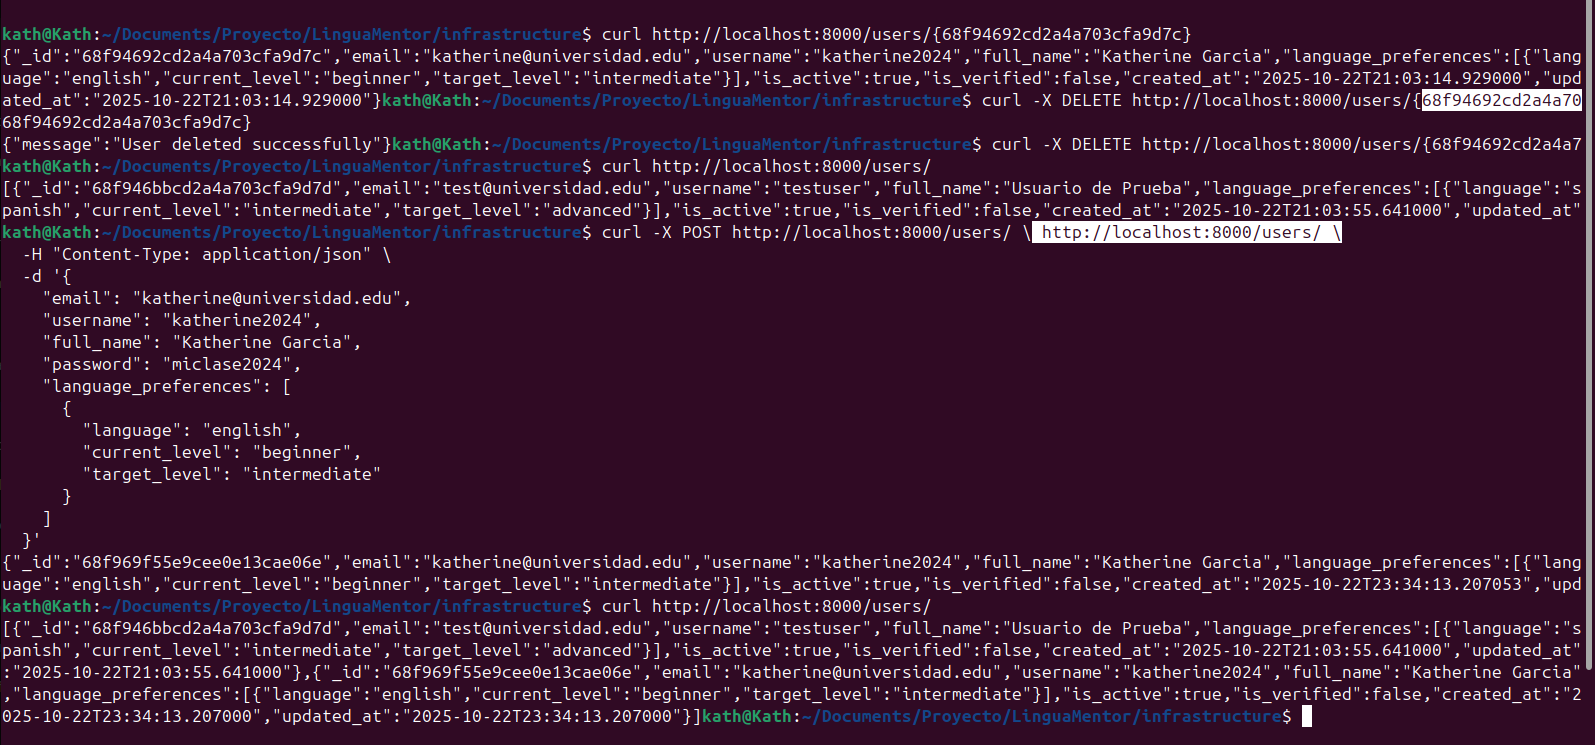 kath@Kath:~/Documents/Proyecto/LinguaMentor/infrastructure$ curl http://localhost:8000/users/{68f94692cd2a4a703cfa9d7c}
{"_id":"68f94692cd2a4a703cfa9d7c","email":"katherine@universidad.edu","username":"katherine2024","full_name":"Katherine Garcia","language_preferences":[{"lang
uage":"english","current_level":"beginner","target_level":"intermediate"}],"is_active":true,"is_verified":false,"created_at":"2025-10-22T21:03:14.929000","upd
ated_at":"2025-10-22T21:03:14.929000"}kath@Kath:~/Documents/Proyecto/LinguaMentor/infrastructure$ curl -X DELETE http://localhost:8000/users/{68f94692cd2a4a70
68f94692cd2a4a703cfa9d7c}
{"message":"User deleted successfully"}kath@Kath:~/Documents/Proyecto/LinguaMentor/infrastructure$ curl -X DELETE http://localhost:8000/users/{68f94692cd2a4a7
kath@Kath:~/Documents/Proyecto/LinguaMentor/infrastructure$ curl http://localhost:8000/users/
[{"_id":"68f946bbcd2a4a703cfa9d7d","email":"test@universidad.edu","username":"testuser","full_name":"Usuario de Prueba","language_preferences":[{"language":"s
panish","current_level":"intermediate","target_level":"advanced"}],"is_active":true,"is_verified":false,"created_at":"2025-10-22T21:03:55.641000","updated_at"
kath@Kath:~/Documents/Proyecto/LinguaMentor/infrastructure$ curl -X POST http://localhost:8000/users/ \ http://localhost:8000/users/ \
  -H "Content-Type: application/json" \
  -d '{
    "email": "katherine@universidad.edu",
    "username": "katherine2024",
    "full_name": "Katherine Garcia",
    "password": "miclase2024",
    "language_preferences": [
      {
        "language": "english",
        "current_level": "beginner",
        "target_level": "intermediate"
      }
    ]
  }'
{"_id":"68f969f55e9cee0e13cae06e","email":"katherine@universidad.edu","username":"katherine2024","full_name":"Katherine Garcia","language_preferences":[{"lang
uage":"english","current_level":"beginner","target_level":"intermediate"}],"is_active":true,"is_verified":false,"created_at":"2025-10-22T23:34:13.207053","upd
kath@Kath:~/Documents/Proyecto/LinguaMentor/infrastructure$ curl http://localhost:8000/users/
[{"_id":"68f946bbcd2a4a703cfa9d7d","email":"test@universidad.edu","username":"testuser","full_name":"Usuario de Prueba","language_preferences":[{"language":"s
panish","current_level":"intermediate","target_level":"advanced"}],"is_active":true,"is_verified":false,"created_at":"2025-10-22T21:03:55.641000","updated_at"
:"2025-10-22T21:03:55.641000"},{"_id":"68f969f55e9cee0e13cae06e","email":"katherine@universidad.edu","username":"katherine2024","full_name":"Katherine Garcia"
,"language_preferences":[{"language":"english","current_level":"beginner","target_level":"intermediate"}],"is_active":true,"is_verified":false,"created_at":"2
025-10-22T23:34:13.207000","updated_at":"2025-10-22T23:34:13.207000"}]kath@Kath:~/Documents/Proyecto/LinguaMentor/infrastructure$